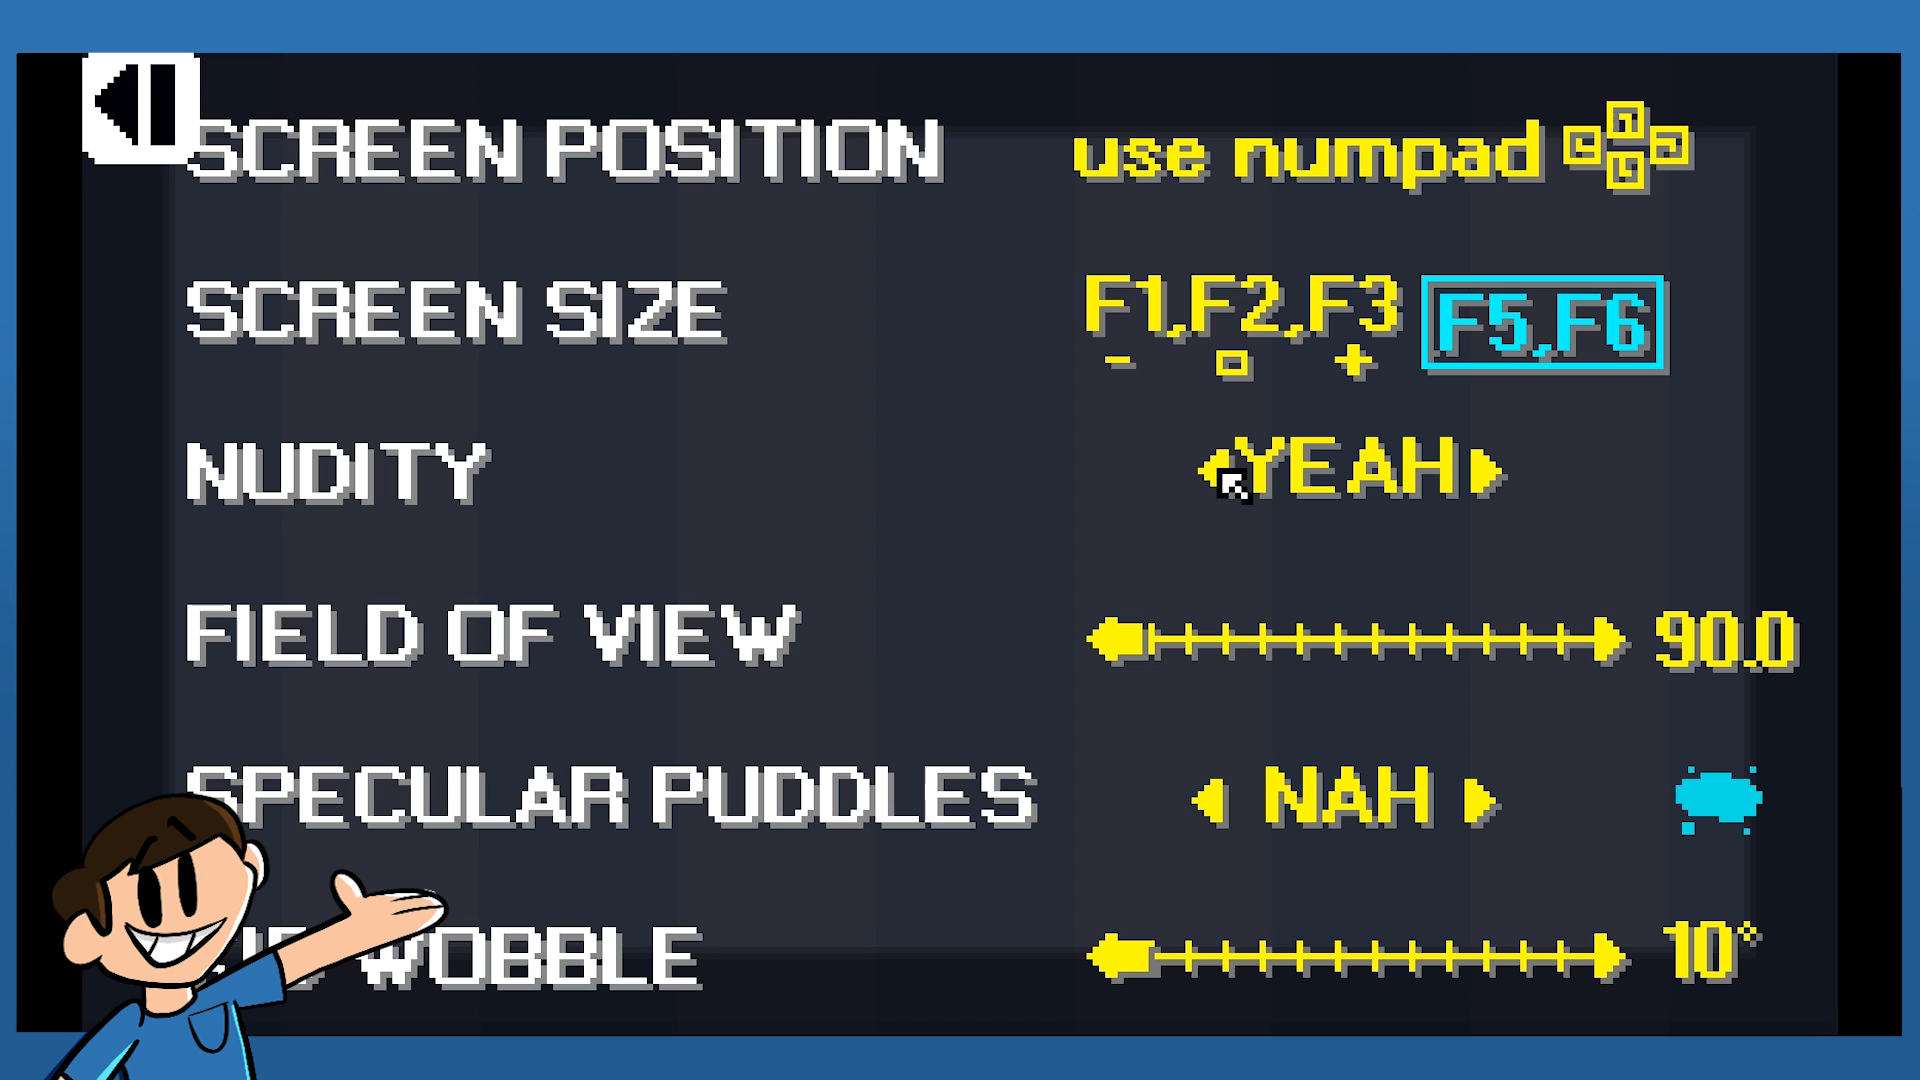 SCREEN POSITION use numpad
SCREEN SIZE F1,F2,F3 F5,F6
- +
NUDITY YEAH
FIELD OF VIEW 90.0
SPECULAR PUDDLES NAH
WOBBLE 10°